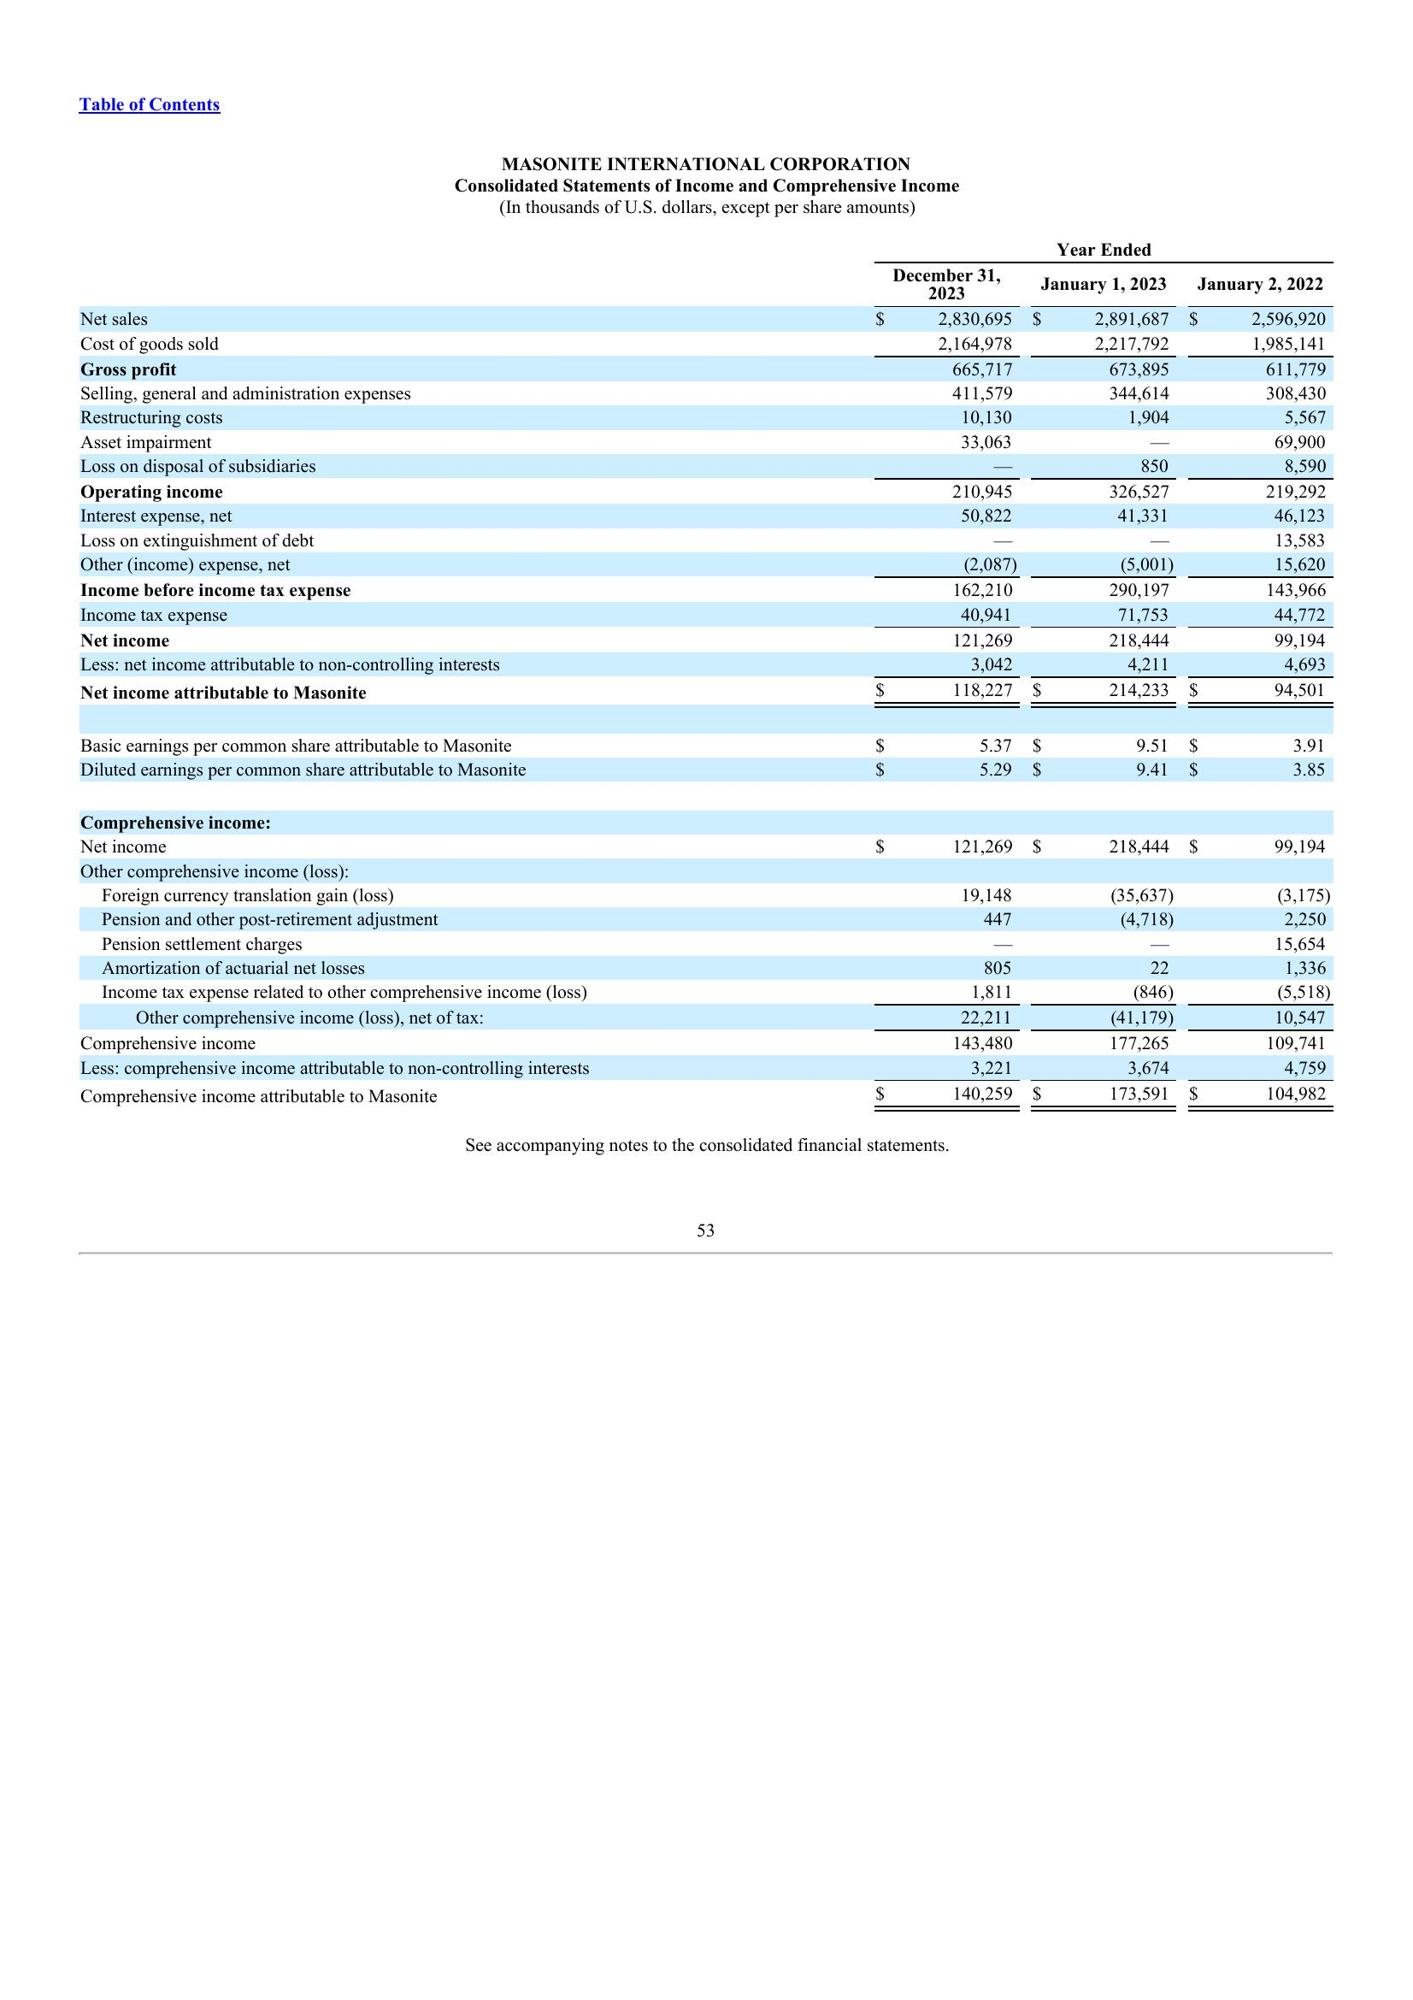 Table of Contents
MASONITE INTERNATIONAL CORPORATION
Consolidated Statements of Income and Comprehensive Income
(In thousands of U.S. dollars, except per share amounts)
Year Ended
December 31, 2023 January 1, 2023 January 2, 2022
Net sales $ 2,830,695 $ 2,891,687 $ 2,596,920
Cost of goods sold 2,164,978 2,217,792 1,985,141
Gross profit 665,717 673,895 611,779
Selling, general and administration expenses 411,579 344,614 308,430
Restructuring costs 10,130 1,904 5,567
Asset impairment 33,063 — 69,900
Loss on disposal of subsidiaries — 850 8,590
Operating income 210,945 326,527 219,292
Interest expense, net 50,822 41,331 46,123
Loss on extinguishment of debt — — 13,583
Other (income) expense, net (2,087) (5,001) 15,620
Income before income tax expense 162,210 290,197 143,966
Income tax expense 40,941 71,753 44,772
Net income 121,269 218,444 99,194
Less: net income attributable to non-controlling interests 3,042 4,211 4,693
Net income attributable to Masonite $ 118,227 $ 214,233 $ 94,501
Basic earnings per common share attributable to Masonite $ 5.37 $ 9.51 $ 3.91
Diluted earnings per common share attributable to Masonite $ 5.29 $ 9.41 $ 3.85
Comprehensive income:
Net income $ 121,269 $ 218,444 $ 99,194
Other comprehensive income (loss):
Foreign currency translation gain (loss) 19,148 (35,637) (3,175)
Pension and other post-retirement adjustment 447 (4,718) 2,250
Pension settlement charges — — 15,654
Amortization of actuarial net losses 805 22 1,336
Income tax expense related to other comprehensive income (loss) 1,811 (846) (5,518)
Other comprehensive income (loss), net of tax: 22,211 (41,179) 10,547
Comprehensive income 143,480 177,265 109,741
Less: comprehensive income attributable to non-controlling interests 3,221 3,674 4,759
Comprehensive income attributable to Masonite $ 140,259 $ 173,591 $ 104,982
See accompanying notes to the consolidated financial statements.
53